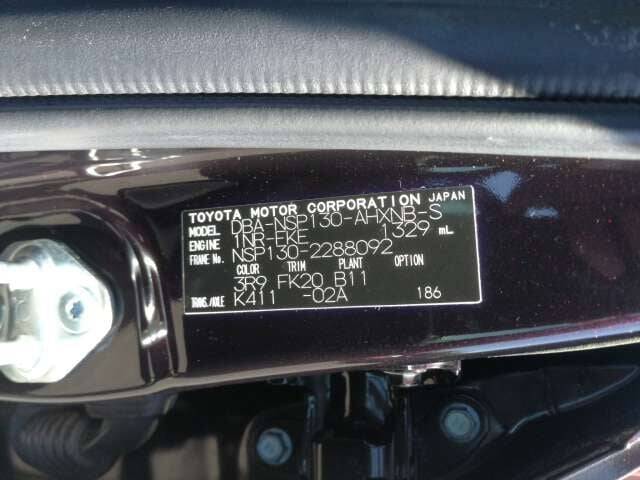 TOYOTA MOTOR CORPORATION JAPAN
MODEL DBA-NSP130-AHXNB-S
ENGINE 1NR-FKE 1329 mL
FRAME No. NSP130-2288092
COLOR TRIM PLANT OPTION
3R9 FK20 B11
TRANS./AXLE K411 -02A 186